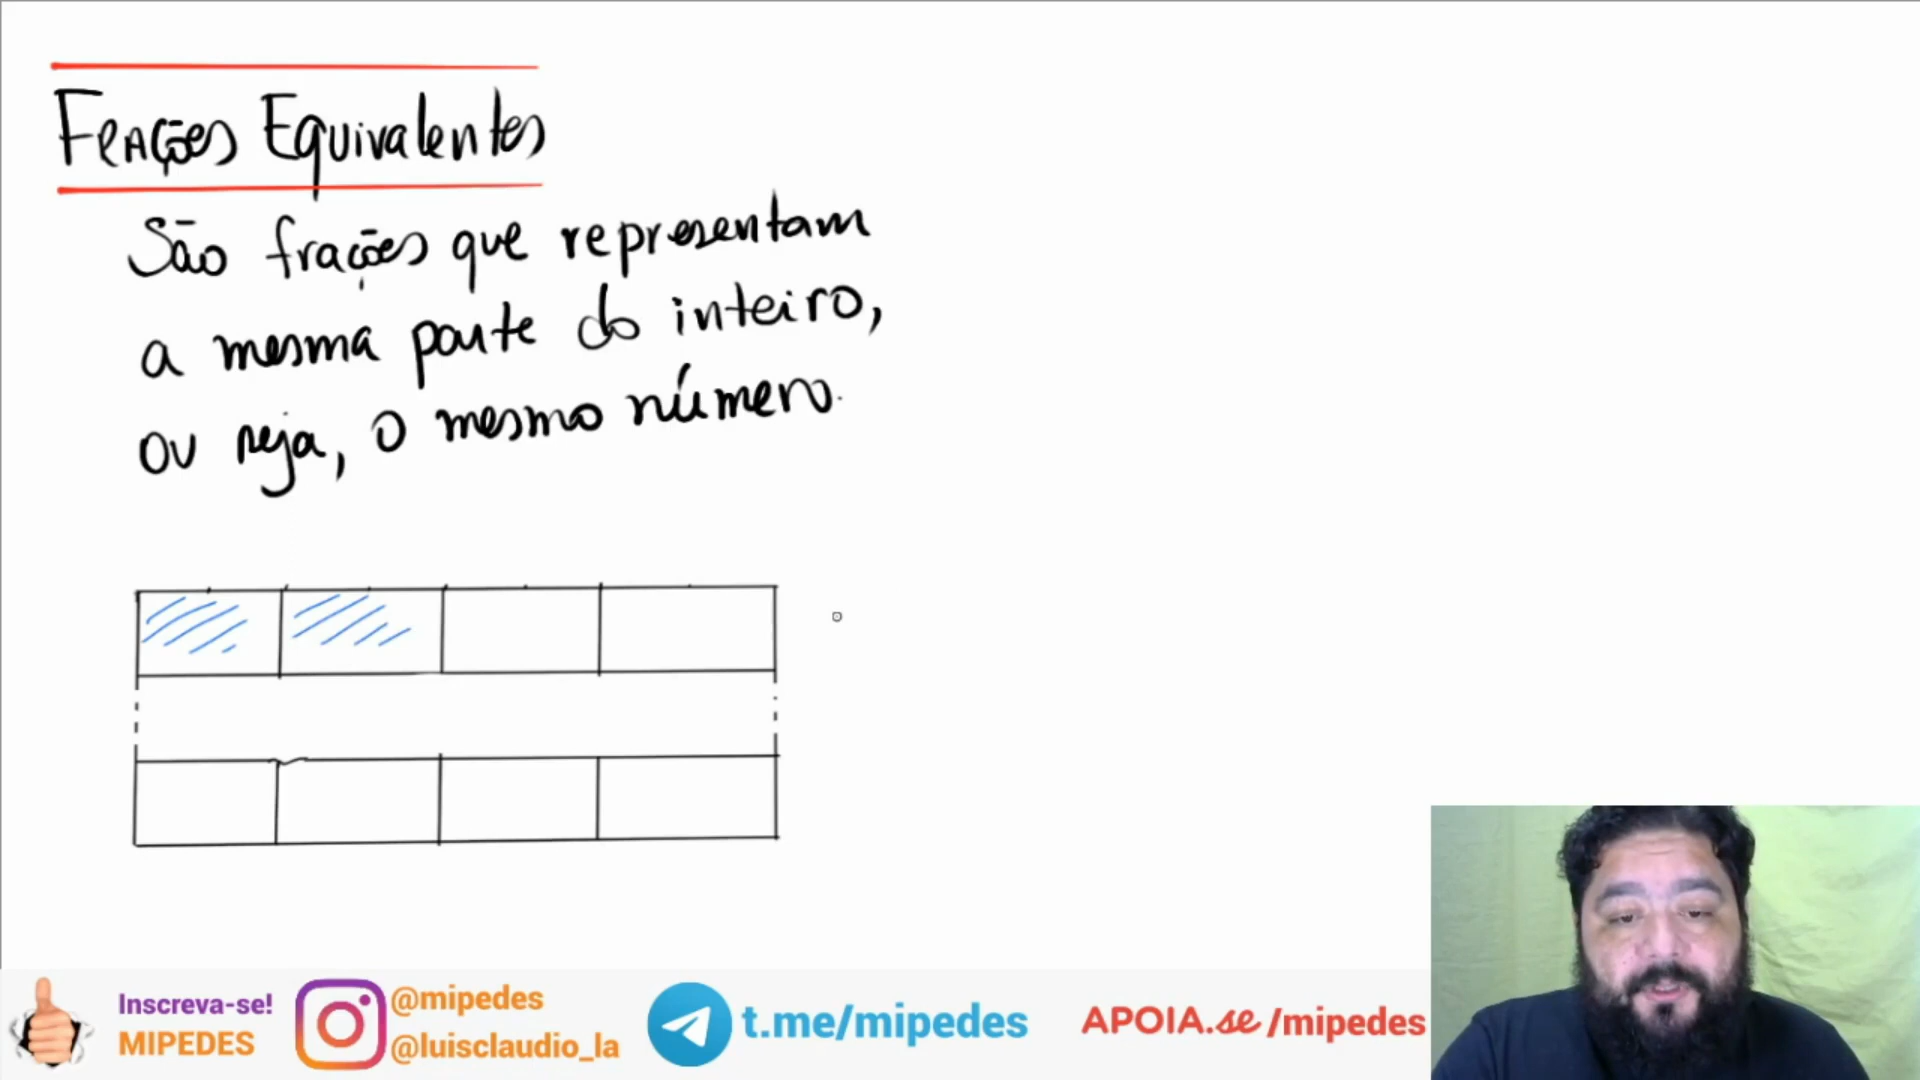 Frações Equivalentes
São frações que representam
a mesma parte do inteiro,
ou seja, o mesmo número.
Inscreva-se!
MIPEDES
@mipedes
@luisclaudio_la
t.me/mipedes
APOIA.se/mipedes